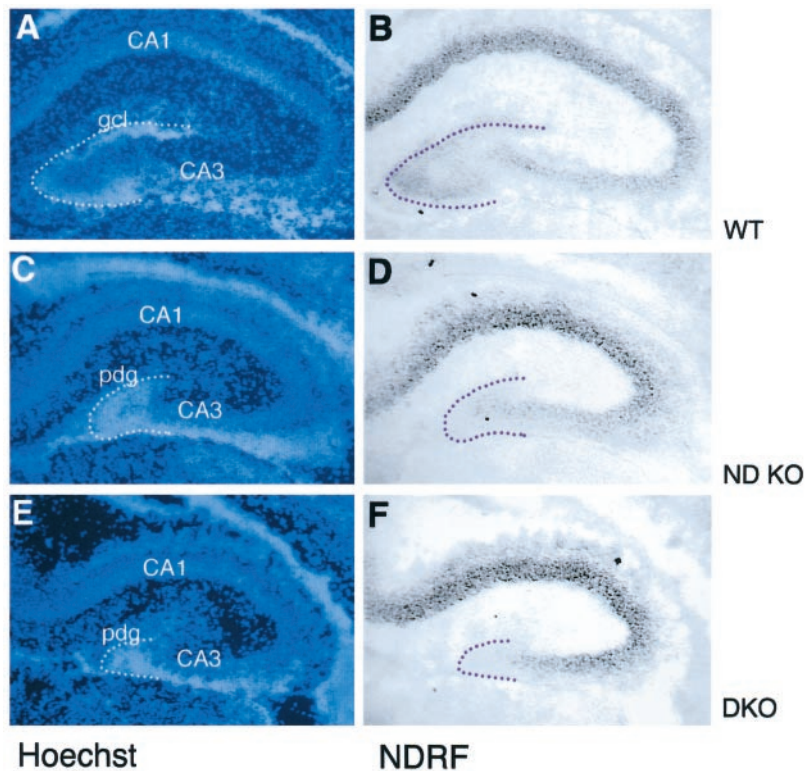 A
CA1
gcl
CA3
B
WT
C
CA1
pdg
CA3
D
ND KO
E
CA1
pdg
CA3
F
DKO
Hoechst
NDRF